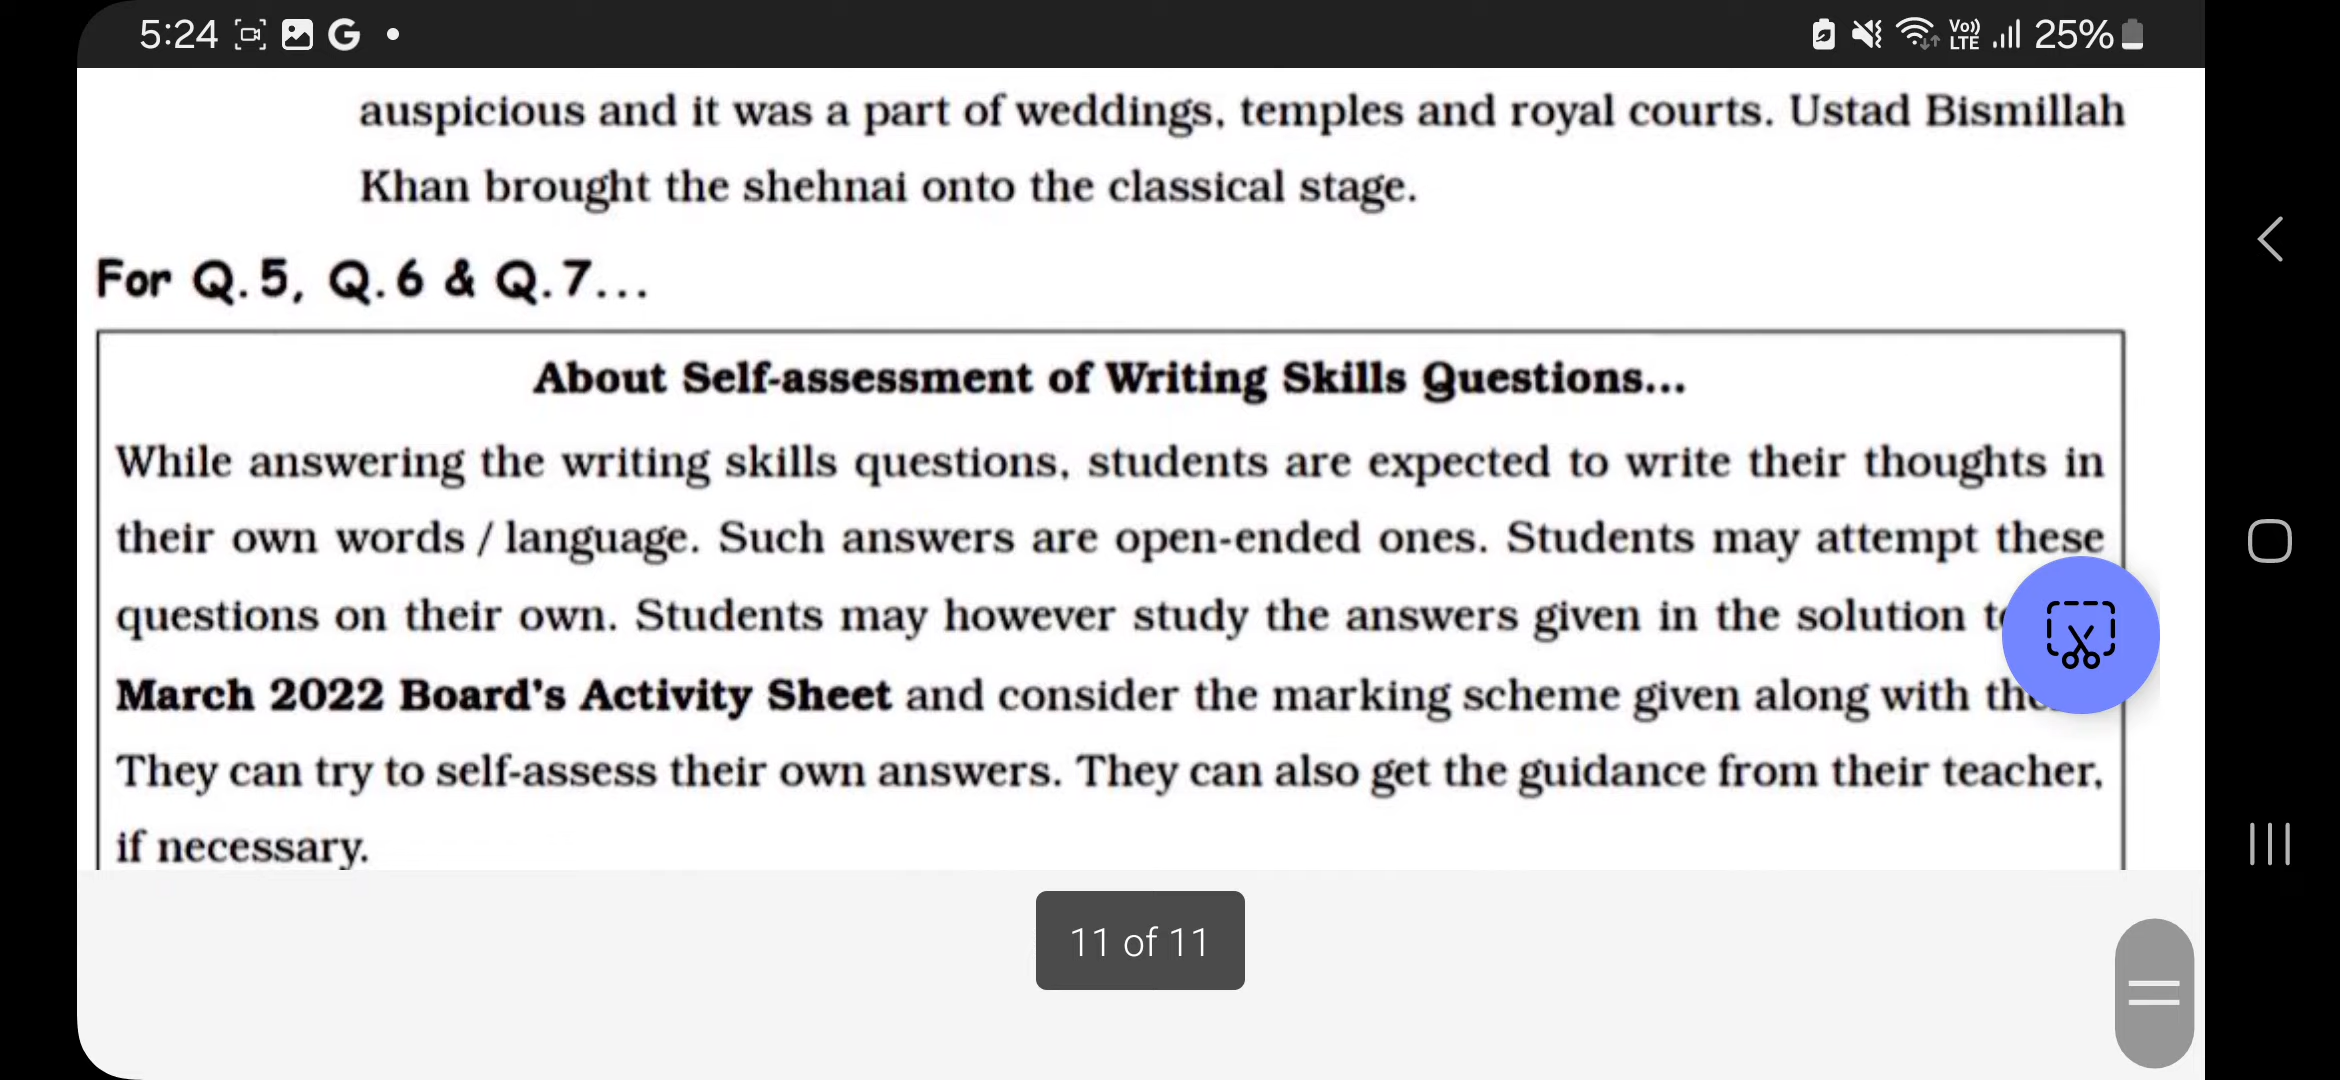 5:24 G
Vo)) LTE 25%
auspicious and it was a part of weddings, temples and royal courts. Ustad Bismillah
Khan brought the shehnai onto the classical stage.
For Q.5, Q.6 & Q.7...
About Self-assessment of Writing Skills Questions...
While answering the writing skills questions, students are expected to write their thoughts in
their own words / language. Such answers are open-ended ones. Students may attempt these
questions on their own. Students may however study the answers given in the solution
March 2022 Board's Activity Sheet and consider the marking scheme given along with
They can try to self-assess their own answers. They can also get the guidance from their teacher,
if necessary.
11 of 11